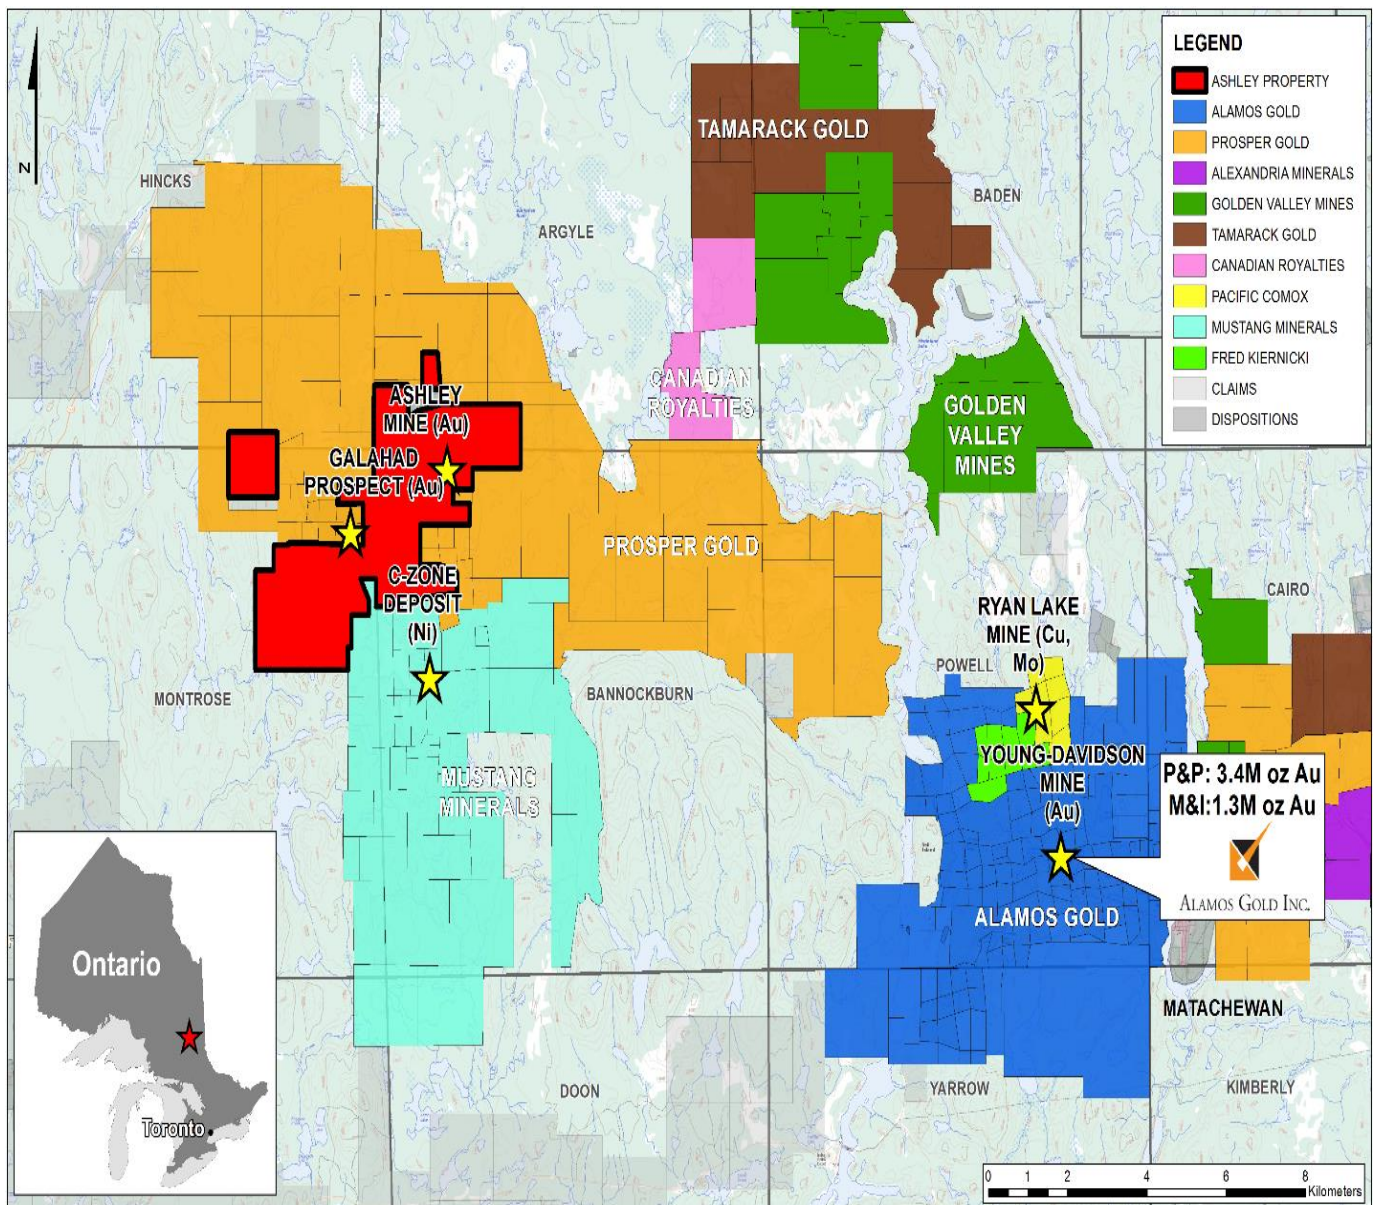 LEGEND
ASHLEY PROPERTY
ALAMOS GOLD
PROSPER GOLD
ALEXANDRIA MINERALS
GOLDEN VALLEY MINES
TAMARACK GOLD
CANADIAN ROYALTIES
PACIFIC COMOX
MUSTANG MINERALS
FRED KIERNICKI
CLAIMS
DISPOSITIONS
N
TAMARACK GOLD
HINCKS
BADEN
ARGYLE
CANADIAN
ROYALTIES
ASHLEY
MINE (Au)
GOLDEN
VALLEY
MINES
GALAHAD
PROSPECT (Au)
PROSPER GOLD
C-ZONE
DEPOSIT
(Ni)
CAIRO
RYAN LAKE
MINE (Cu,
Mo)
POWELL
MONTROSE
BANNOCKBURN
YOUNG-DAVIDSON
MINE
(Au)
MUSTANG
MINERALS
P&P: 3.4M oz Au
M&I:1.3M oz Au
ALAMOS GOLD INC.
ALAMOS GOLD
Ontario
Toronto
MATACHEWAN
DOON
YARROW
KIMBERLY
0 1 2 4 6 8
Kilometers